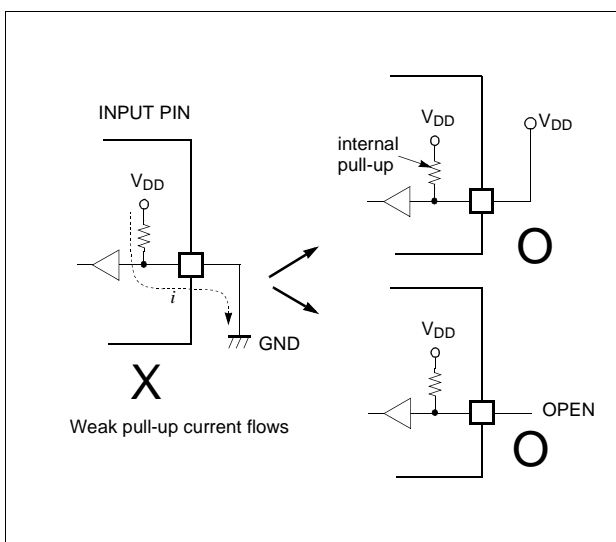 INPUT PIN
VDD
i
GND
X
Weak pull-up current flows
VDD
internal
pull-up
VDD
O
VDD
OPEN
O